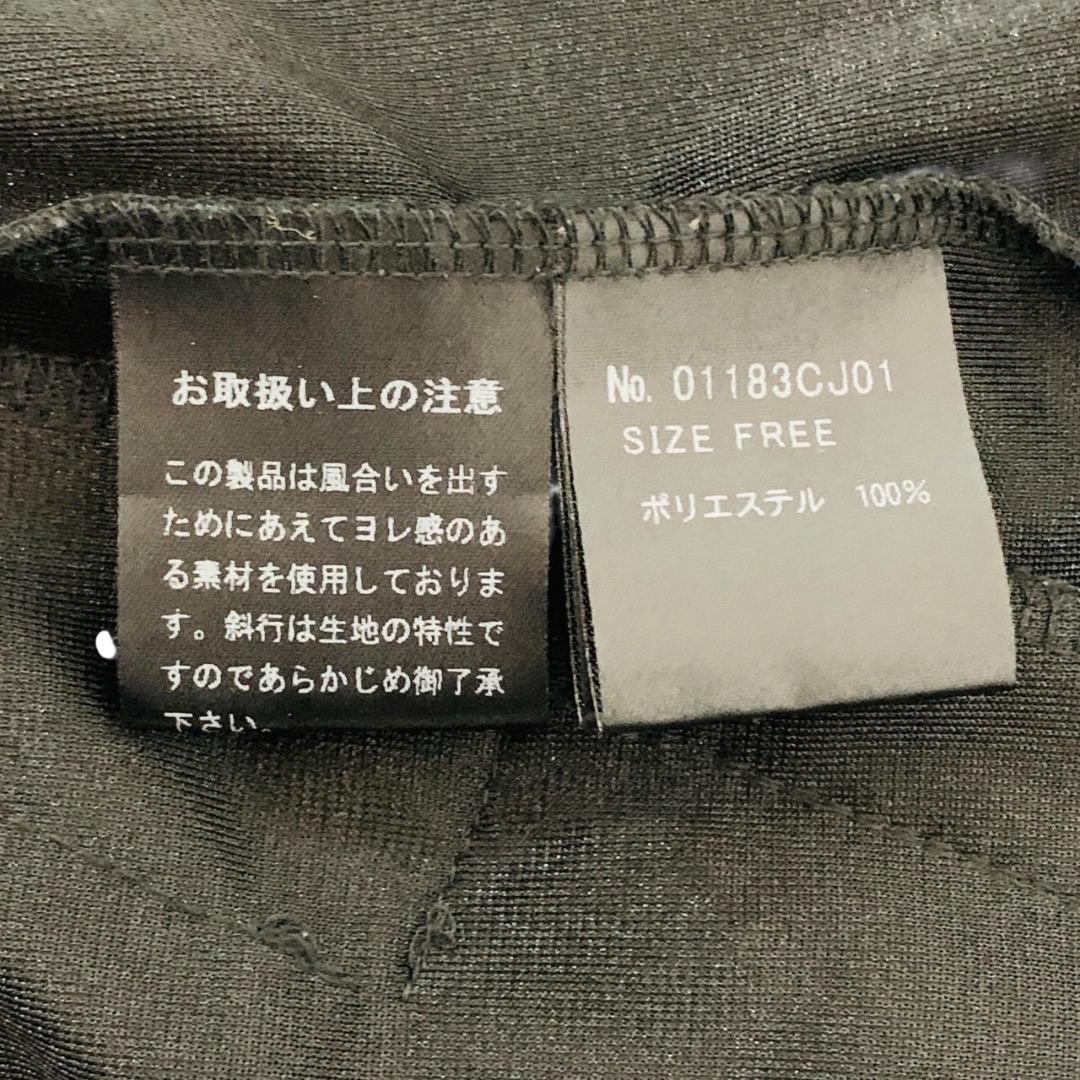 お取扱い上の注意
この製品は風合いを出す
ためにあえてヨレ感のあ
る素材を使用しておりま
す。斜行は生地の特性で
すのであらかじめ御了承
下さい。
No. 01183CJ01
SIZE FREE
ポリエステル 100%